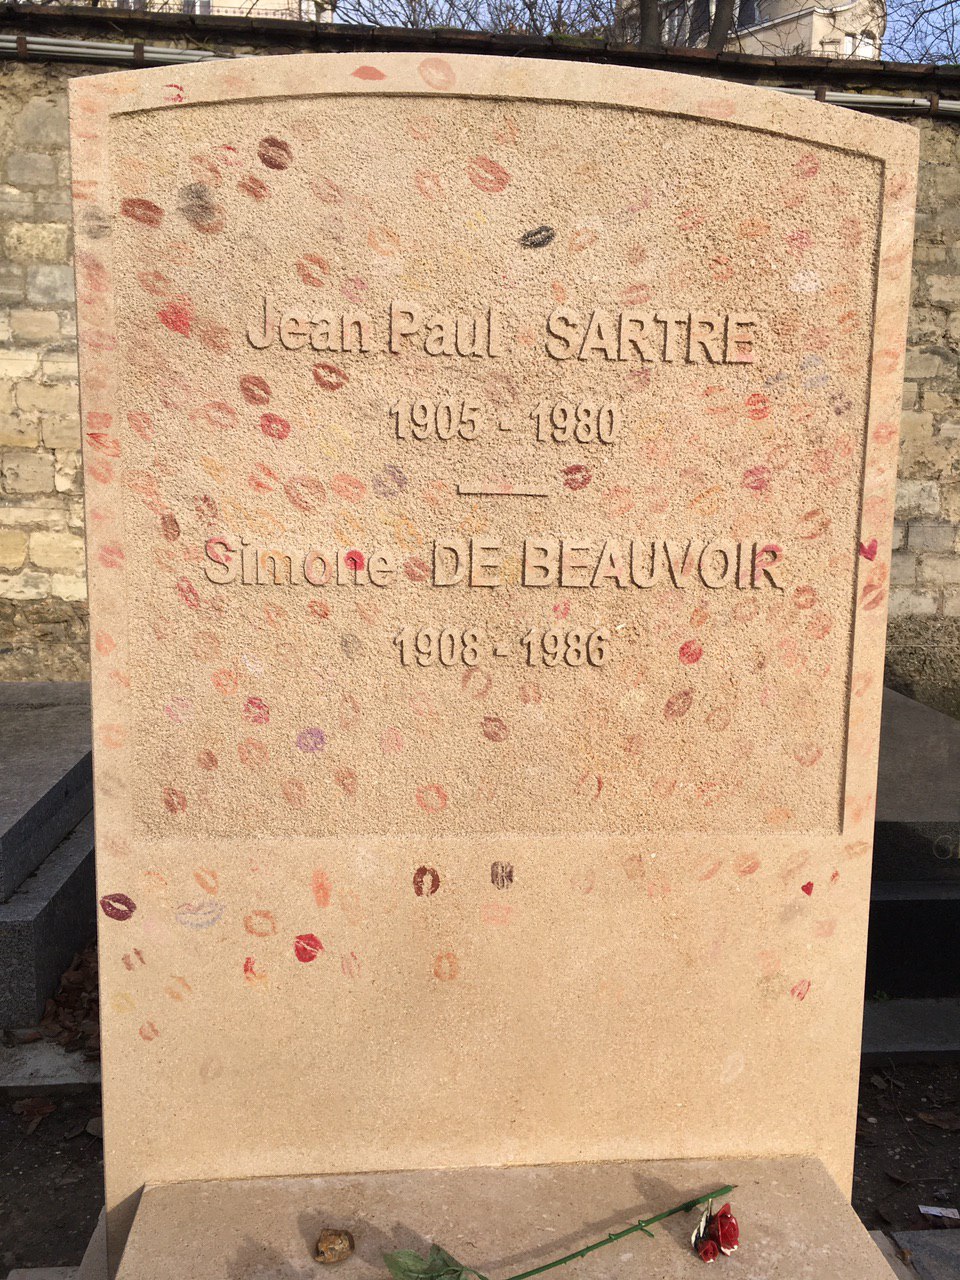 Jean Paul SARTRE
1905 - 1980
Simone DE BEAUVOIR
1908 - 1986